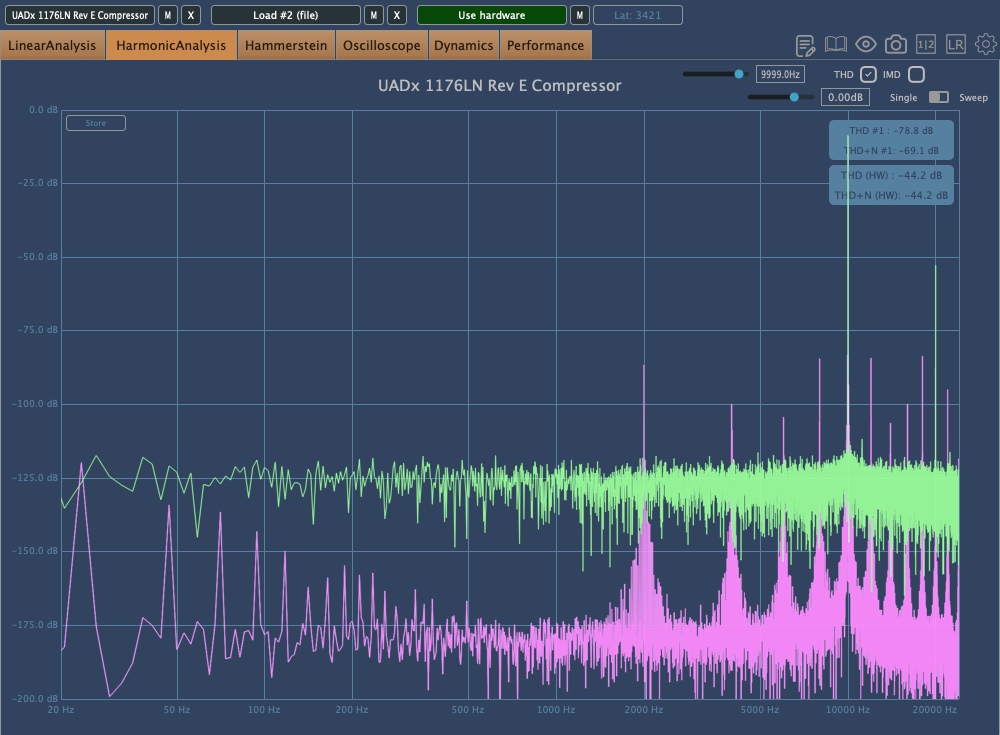 UADx 1176LN Rev E Compressor M X Load #2 (file) M X Use hardware M Lat: 3421
LinearAnalysis HarmonicAnalysis Hammerstein Oscilloscope Dynamics Performance 1|2 LR
UADx 1176LN Rev E Compressor
9999.0Hz THD IMD
0.00dB Single Sweep
Store
THD #1 : -78.8 dB
THD+N #1: -69.1 dB
THD (HW) : -44.2 dB
THD+N (HW): -44.2 dB
0.0 dB
-25.0 dB
-50.0 dB
-75.0 dB
-100.0 dB
-125.0 dB
-150.0 dB
-175.0 dB
-200.0 dB
20 Hz 50 Hz 100 Hz 200 Hz 500 Hz 1000 Hz 2000 Hz 5000 Hz 10000 Hz 20000 Hz